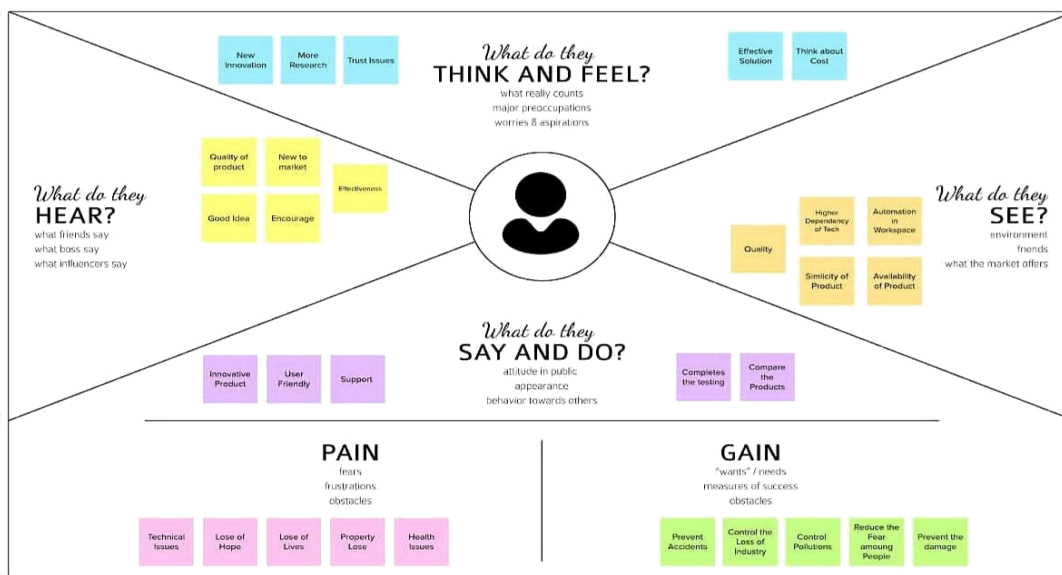 What do they
THINK AND FEEL?
what really counts
major preoccupations
worries & aspirations
New
Innovation
More
Research
Trust Issues
Effective
Solution
Think about
Cost
What do they
HEAR?
what friends say
what boss say
what influencers say
Quality of
product
New to
market
Effectiveness
Good Idea
Encourage
What do they
SEE?
environment
friends
what the market offers
Quality
Higher
Dependency
of Tech
Automation
in
Workspace
Similicity of
Product
Availability
of Product
What do they
SAY AND DO?
attitude in public
appearance
behavior towards others
Innovative
Product
User
Friendly
Support
Completes
the testing
Compare
the
Products
PAIN
fears
frustrations
obstacles
Technical
Issues
Lose of
Hope
Lose of
Lives
Property
Lose
Health
Issues
GAIN
"wants" / needs
measures of success
obstacles
Prevent
Accidents
Control the
Loss of
Industry
Control
Pollutions
Reduce the
Fear
amoung
People
Prevent the
damage